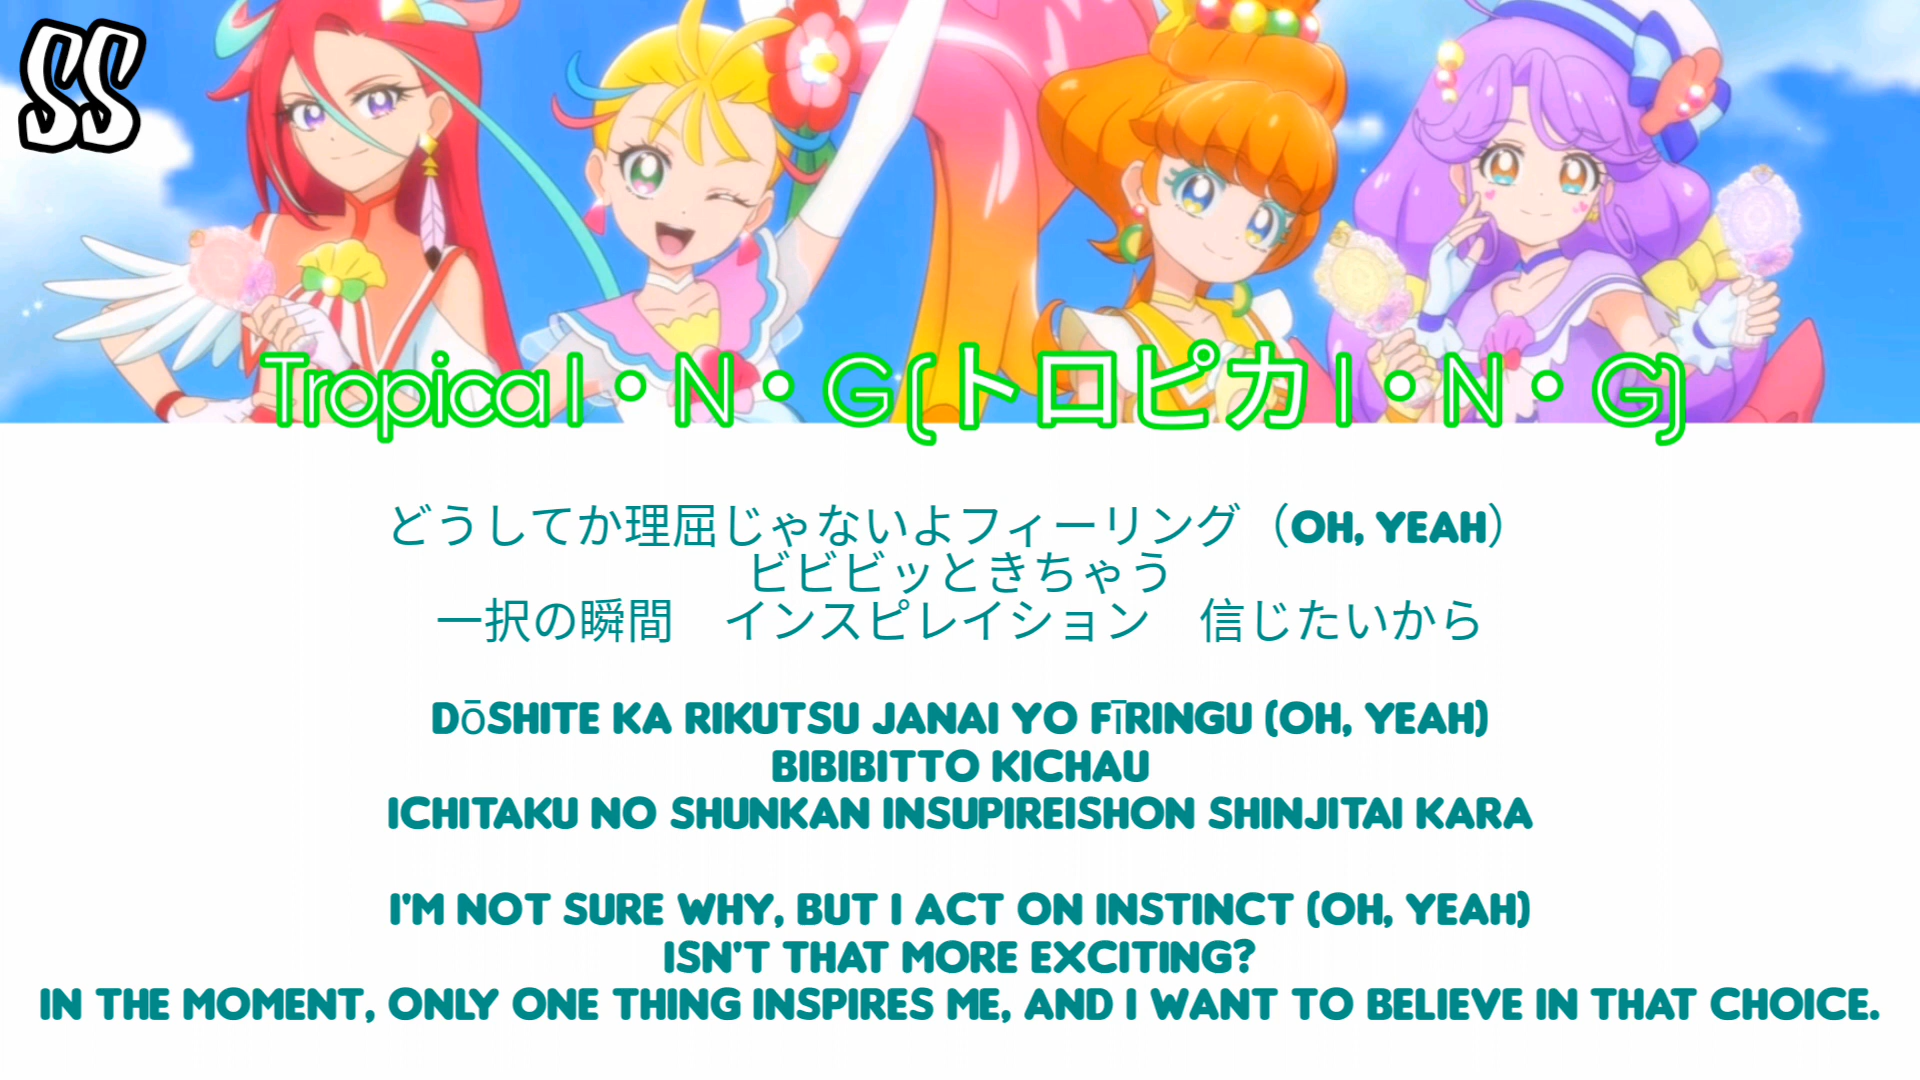 SS
Tropica I・N・G (トロピカ I・N・G)
どうしてか理屈じゃないよフィーリング（OH, YEAH）
ビビビッときちゃう
一択の瞬間　インスピレイション　信じたいから
DōSHITE KA RIKUTSU JANAI YO FīRINGU (OH, YEAH)
BIBIBITTO KICHAU
ICHITAKU NO SHUNKAN INSUPIREISHON SHINJITAI KARA
I'M NOT SURE WHY, BUT I ACT ON INSTINCT (OH, YEAH)
ISN'T THAT MORE EXCITING?
IN THE MOMENT, ONLY ONE THING INSPIRES ME, AND I WANT TO BELIEVE IN THAT CHOICE.